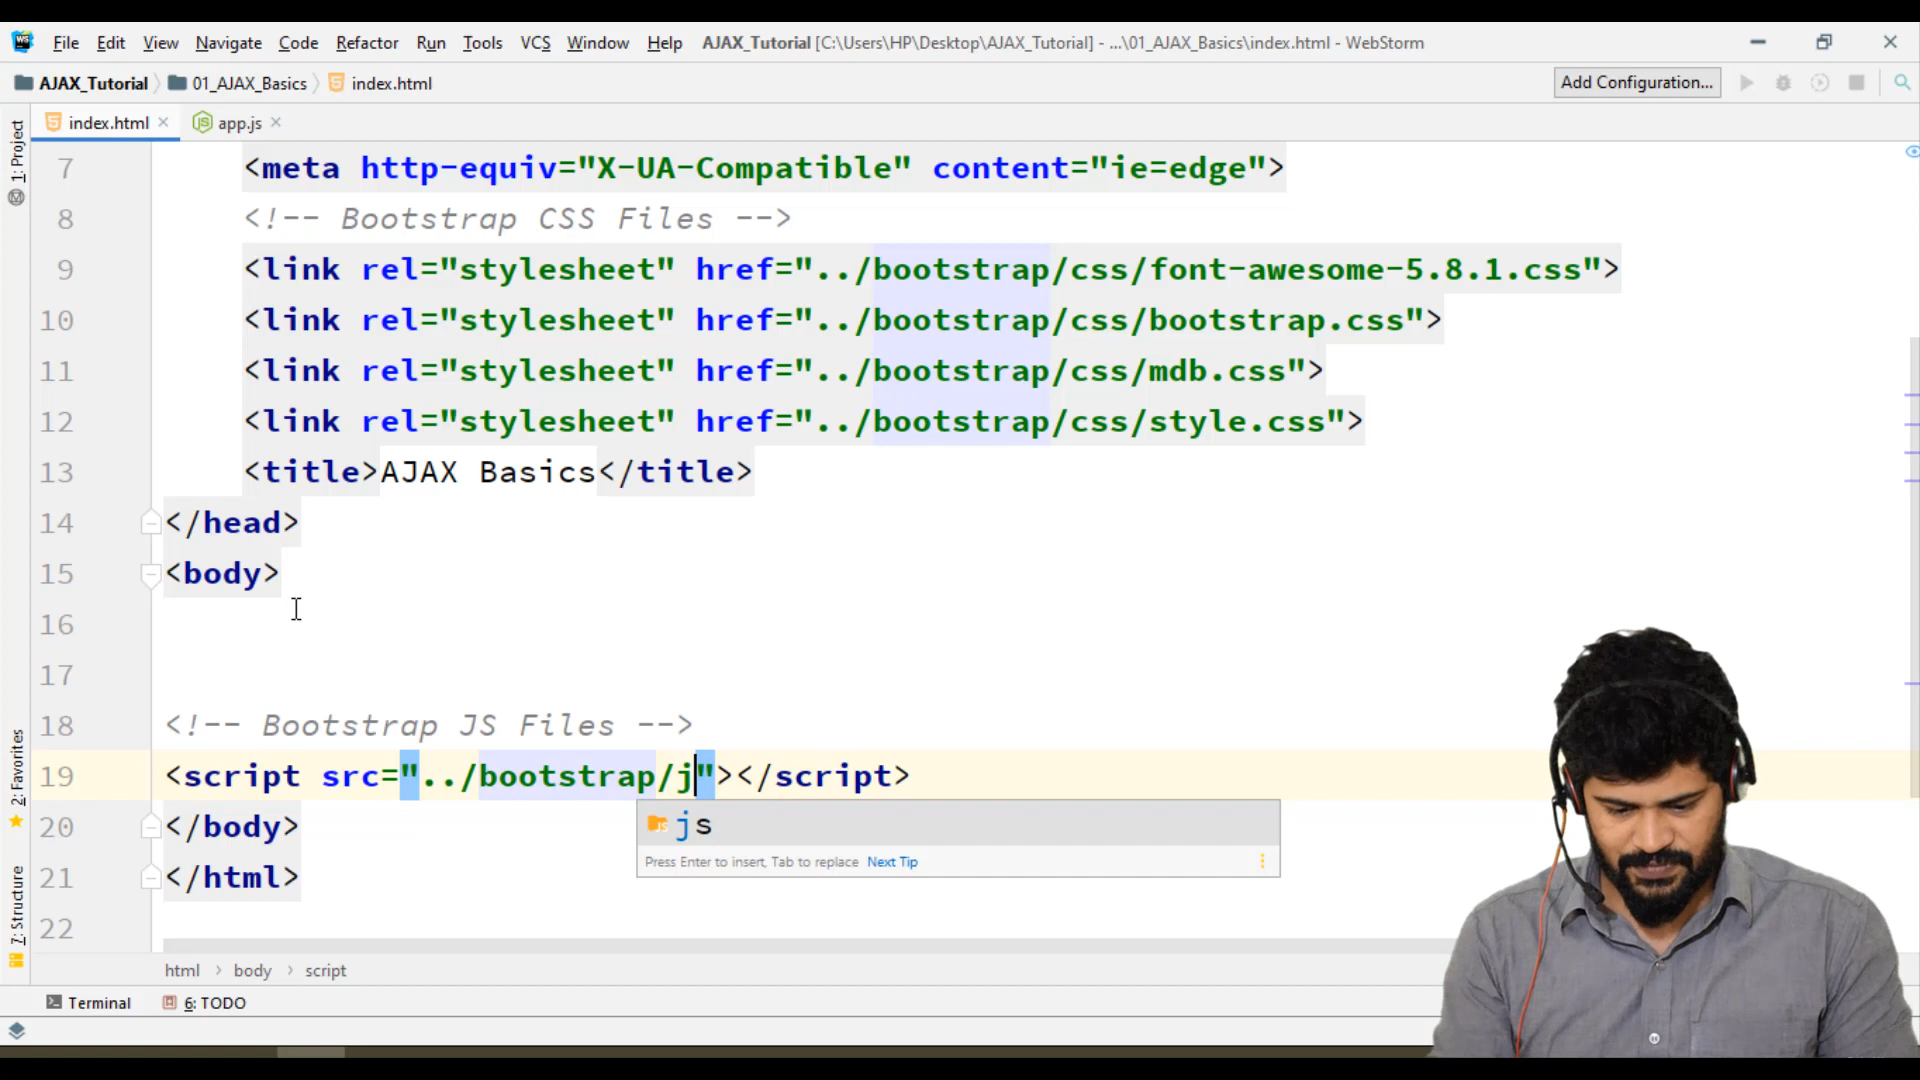 File Edit View Navigate Code Refactor Run Tools VCS Window Help AJAX_Tutorial [C:\Users\HP\Desktop\AJAX_Tutorial] - ...\01_AJAX_Basics\index.html - WebStorm
AJAX_Tutorial 01_AJAX_Basics index.html Add Configuration...
index.html app.js
1: Project
7 <meta http-equiv="X-UA-Compatible" content="ie=edge">
8 <!-- Bootstrap CSS Files -->
9 <link rel="stylesheet" href="../bootstrap/css/font-awesome-5.8.1.css">
10 <link rel="stylesheet" href="../bootstrap/css/bootstrap.css">
11 <link rel="stylesheet" href="../bootstrap/css/mdb.css">
12 <link rel="stylesheet" href="../bootstrap/css/style.css">
13 <title>AJAX Basics</title>
14 </head>
15 <body>
16
17
18 <!-- Bootstrap JS Files -->
19 <script src="../bootstrap/j"></script>
js
Press Enter to insert, Tab to replace Next Tip
20 </body>
21 </html>
22
2: Favorites
7: Structure
html body script
Terminal 6: TODO